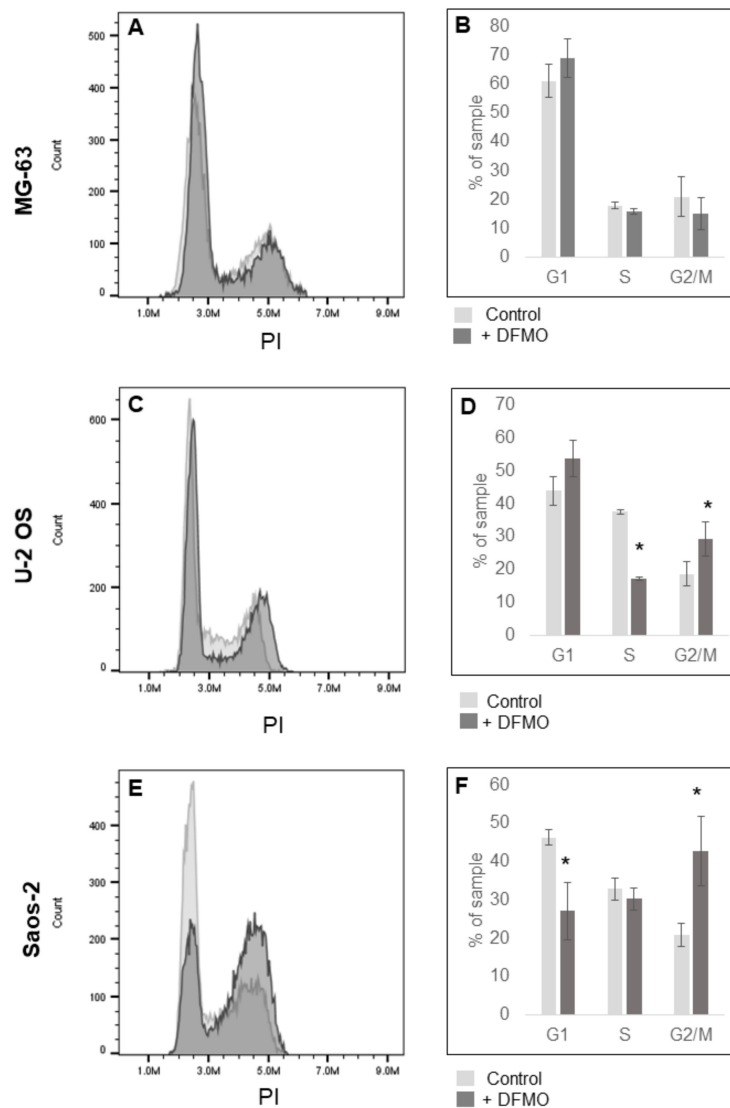 A
500
400
300
200
100
0
Count
1.0M 3.0M 5.0M 7.0M 9.0M
PI
MG-63
B
80
70
60
50
40
30
20
10
0
% of sample
G1 S G2/M
Control
+ DFMO
C
600
400
200
0
Count
1.0M 3.0M 5.0M 7.0M 9.0M
PI
U-2 OS
D
70
60
50
40
30
20
10
0
% of sample
* *
G1 S G2/M
Control
+ DFMO
E
400
300
200
100
0
Count
1.0M 3.0M 5.0M 7.0M 9.0M
PI
Saos-2
F
60
50
40
30
20
10
0
% of sample
* *
G1 S G2/M
Control
+ DFMO